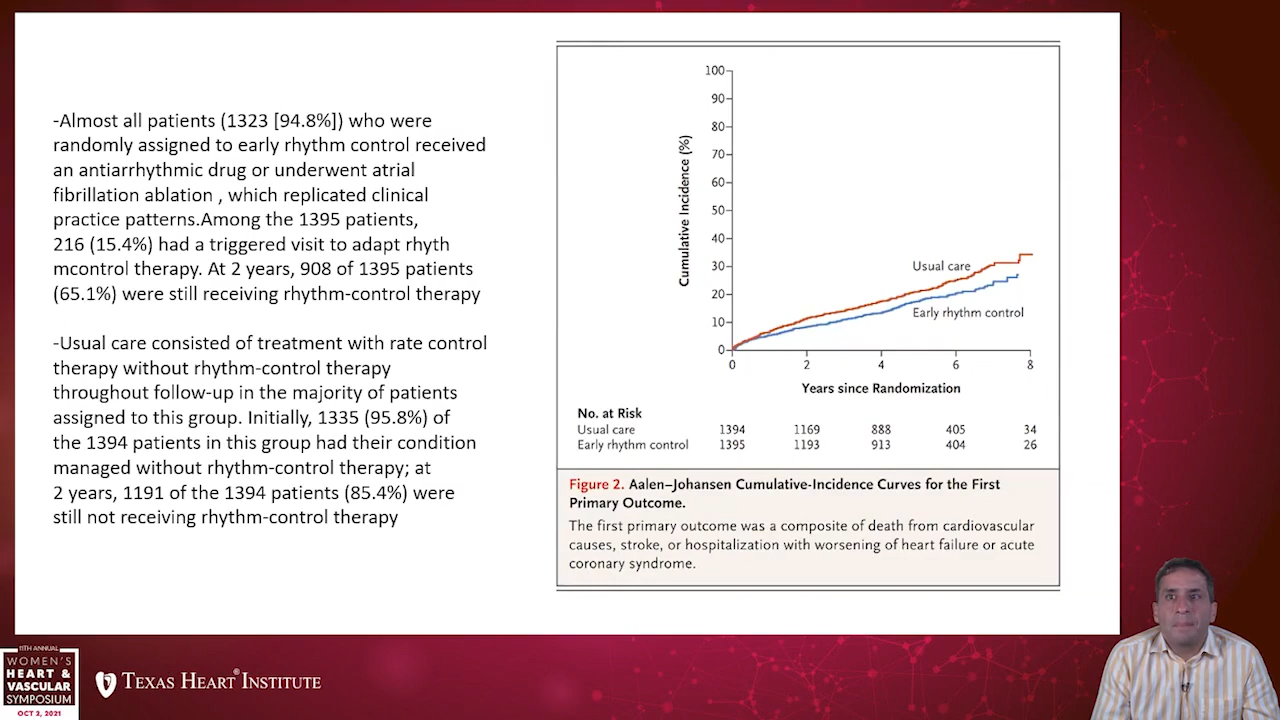 -Almost all patients (1323 [94.8%]) who were
randomly assigned to early rhythm control received
an antiarrhythmic drug or underwent atrial
fibrillation ablation , which replicated clinical
practice patterns.Among the 1395 patients,
216 (15.4%) had a triggered visit to adapt rhyth
mcontrol therapy. At 2 years, 908 of 1395 patients
(65.1%) were still receiving rhythm-control therapy
-Usual care consisted of treatment with rate control
therapy without rhythm-control therapy
throughout follow-up in the majority of patients
assigned to this group. Initially, 1335 (95.8%) of
the 1394 patients in this group had their condition
managed without rhythm-control therapy; at
2 years, 1191 of the 1394 patients (85.4%) were
still not receiving rhythm-control therapy
Cumulative Incidence (%)
100
90
80
70
60
50
40
30
20
10
0
Usual care
Early rhythm control
0 2 4 6 8
Years since Randomization
No. at Risk
Usual care 1394 1169 888 405 34
Early rhythm control 1395 1193 913 404 26
Figure 2. Aalen–Johansen Cumulative-Incidence Curves for the First
Primary Outcome.
The first primary outcome was a composite of death from cardiovascular
causes, stroke, or hospitalization with worsening of heart failure or acute
coronary syndrome.
11TH ANNUAL
WOMEN'S
HEART &
VASCULAR
SYMPOSIUM
OCT 2, 2021
TEXAS HEART® INSTITUTE